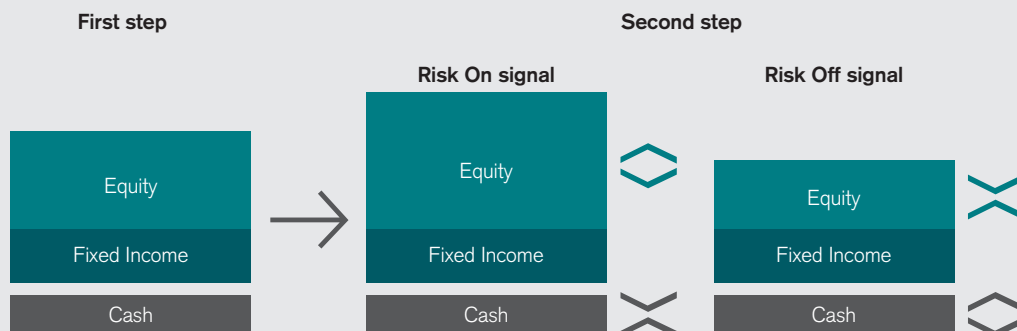 First step
Second step
Risk On signal
Risk Off signal
Equity
Equity
Equity
Fixed Income
Fixed Income
Fixed Income
Cash
Cash
Cash